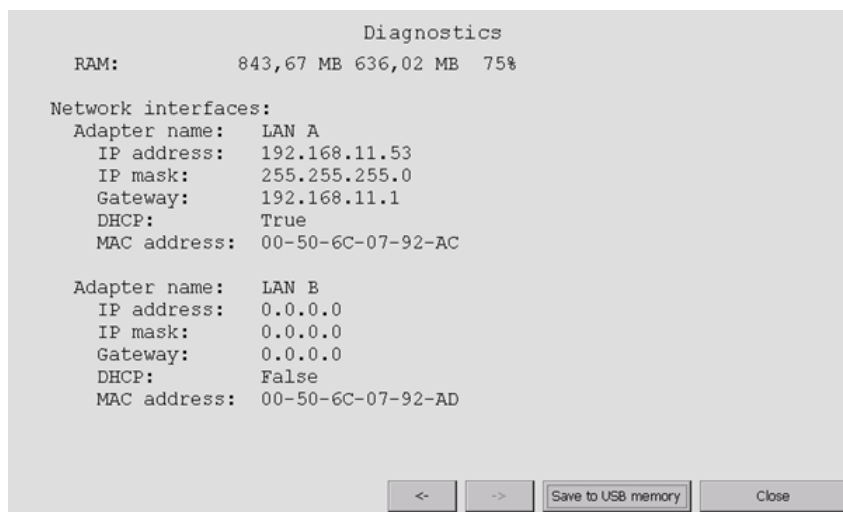 Diagnostics
RAM: 843,67 MB 636,02 MB 75%
Network interfaces:
Adapter name: LAN A
IP address: 192.168.11.53
IP mask: 255.255.255.0
Gateway: 192.168.11.1
DHCP: True
MAC address: 00-50-6C-07-92-AC
Adapter name: LAN B
IP address: 0.0.0.0
IP mask: 0.0.0.0
Gateway: 0.0.0.0
DHCP: False
MAC address: 00-50-6C-07-92-AD
<- -> Save to USB memory Close